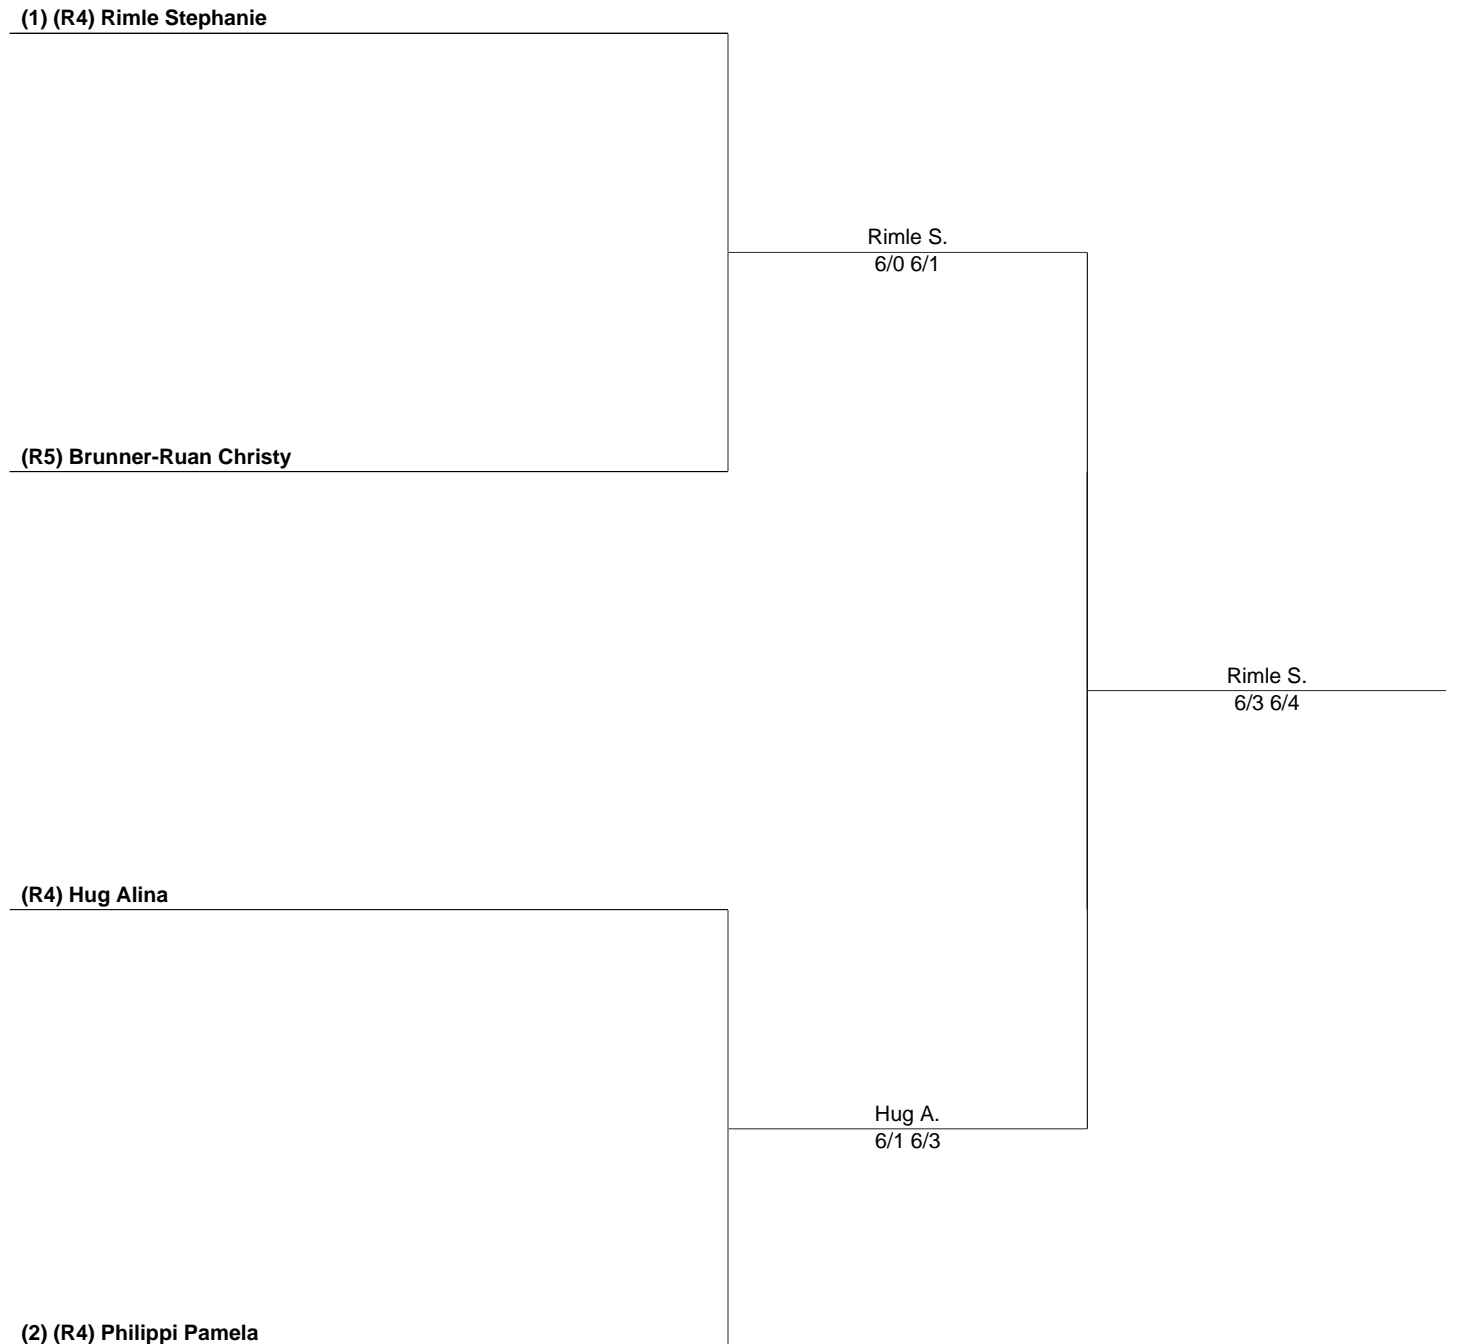 (1) (R4) Rimle Stephanie
Rimle S.
6/0 6/1
(R5) Brunner-Ruan Christy
Rimle S.
6/3 6/4
(R4) Hug Alina
Hug A.
6/1 6/3
(2) (R4) Philippi Pamela